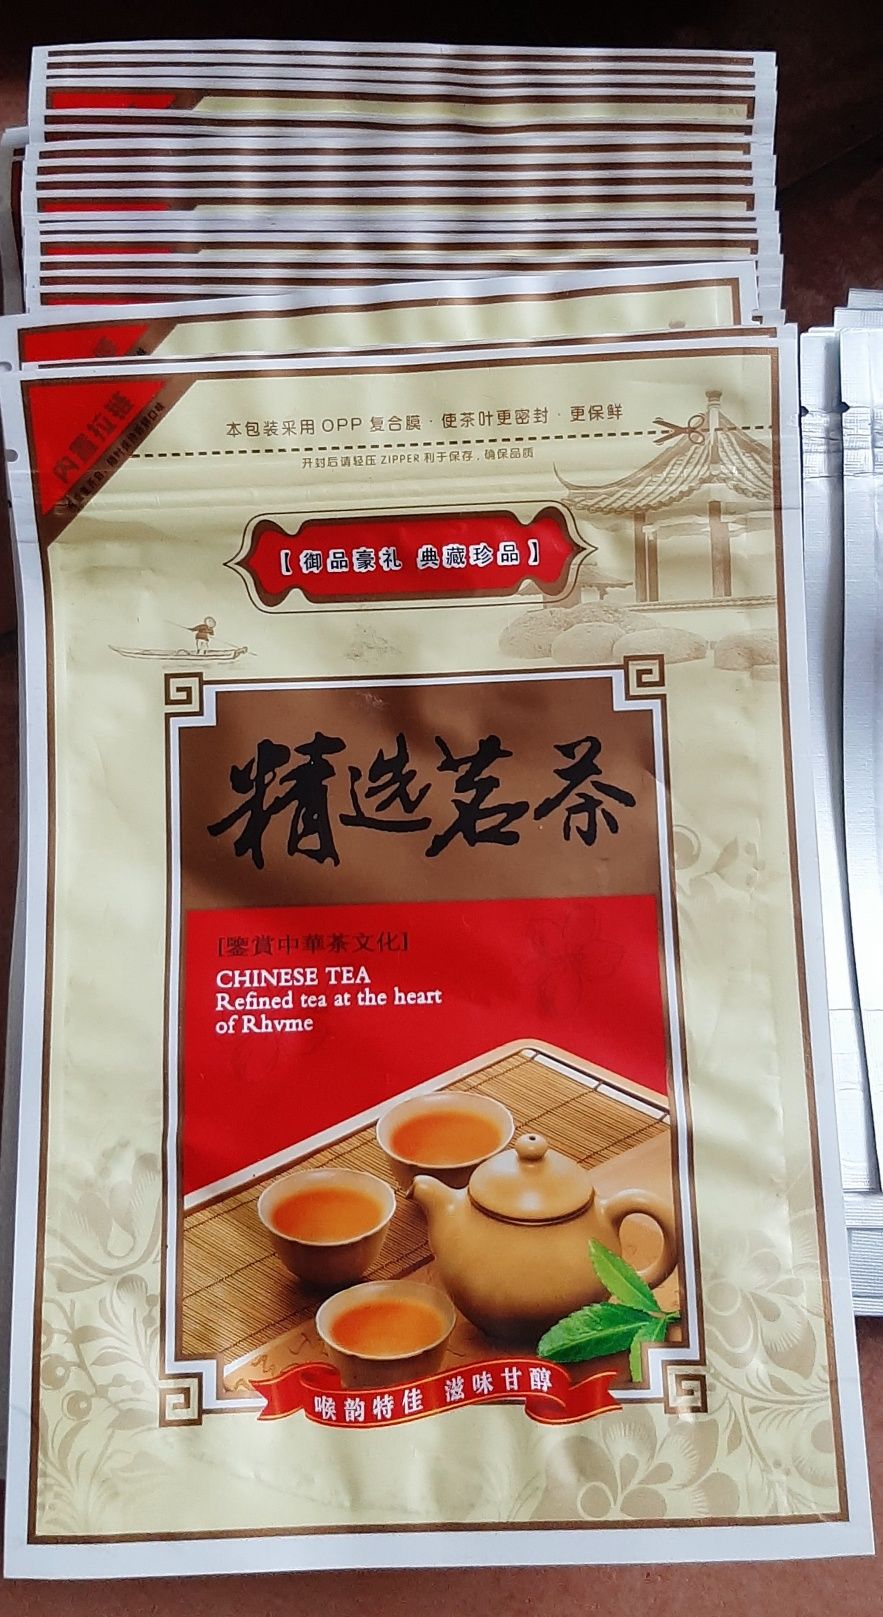 内置拉链
本包装采用 OPP 复合膜·使茶叶更密封·更保鲜
开封后请轻压 ZIPPER 利于保存,确保品质
【御品豪礼 典藏珍品】
精选茗茶
[鑒賞中華茶文化]
CHINESE TEA
Refined tea at the heart
of Rhvme
喉韵特佳 滋味甘醇